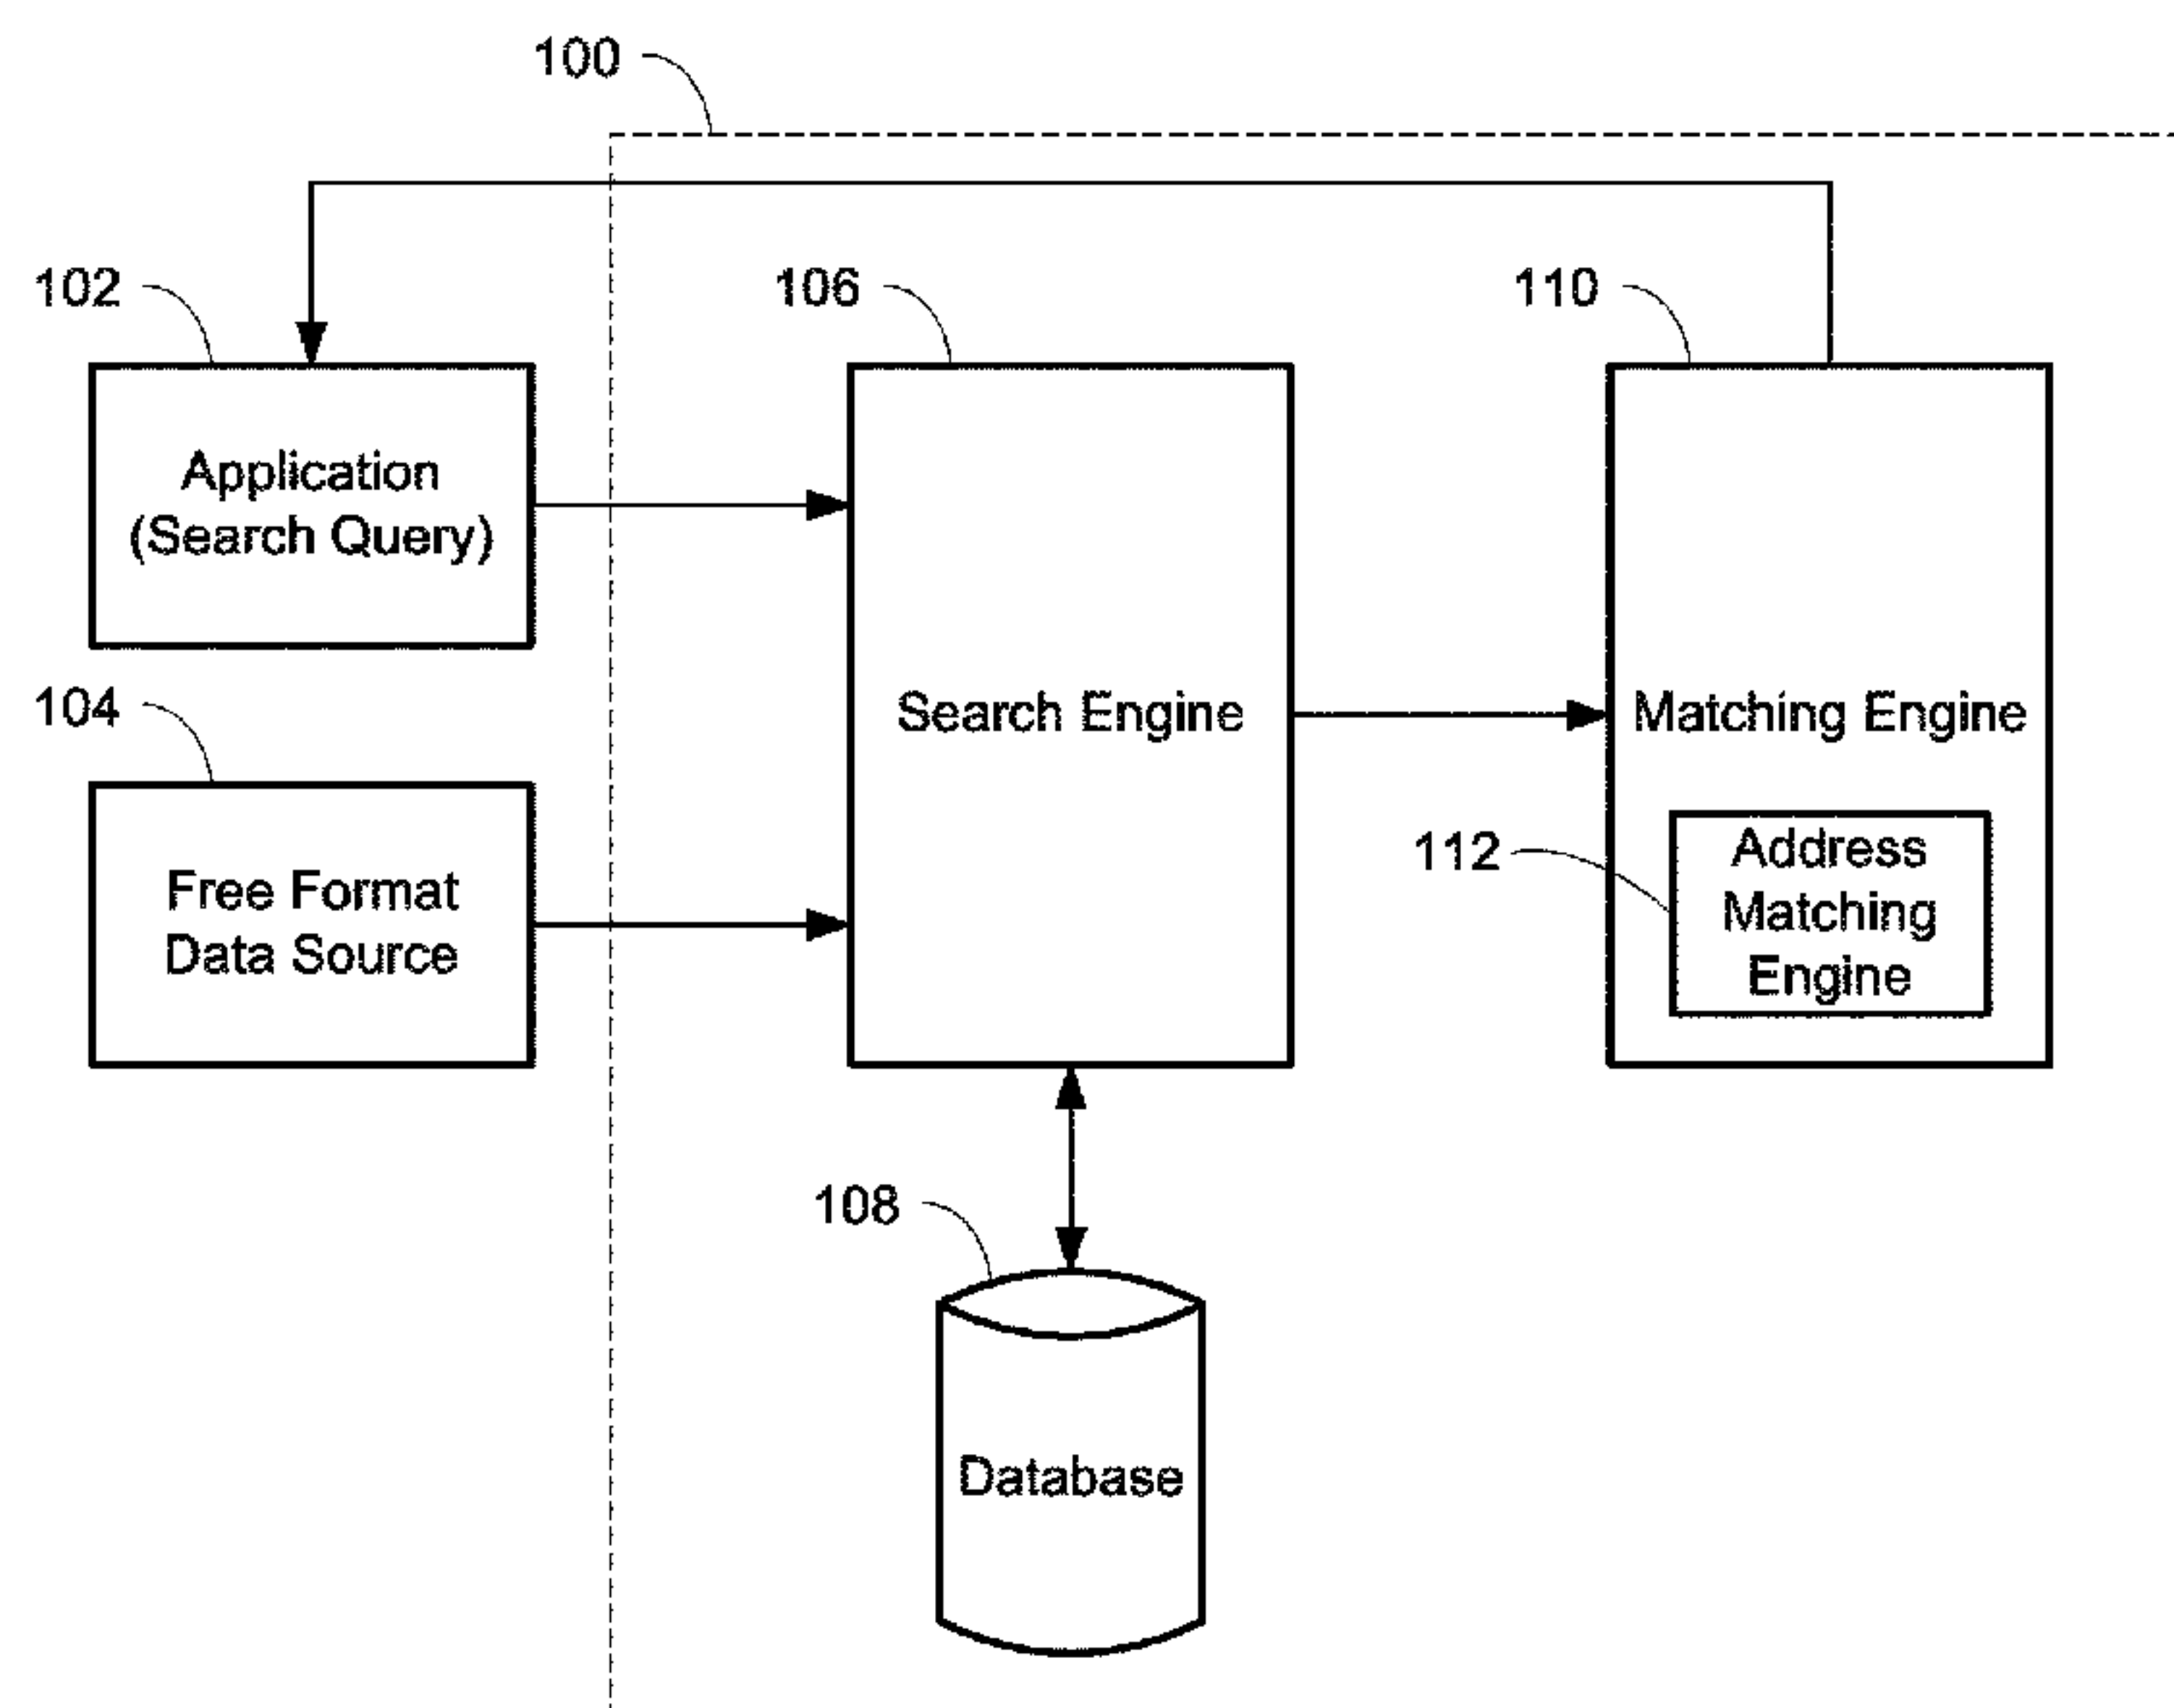 100
102
106
110
Application
(Search Query)
104
Search Engine
Matching Engine
112
Address
Matching
Engine
Free Format
Data Source
108
Database